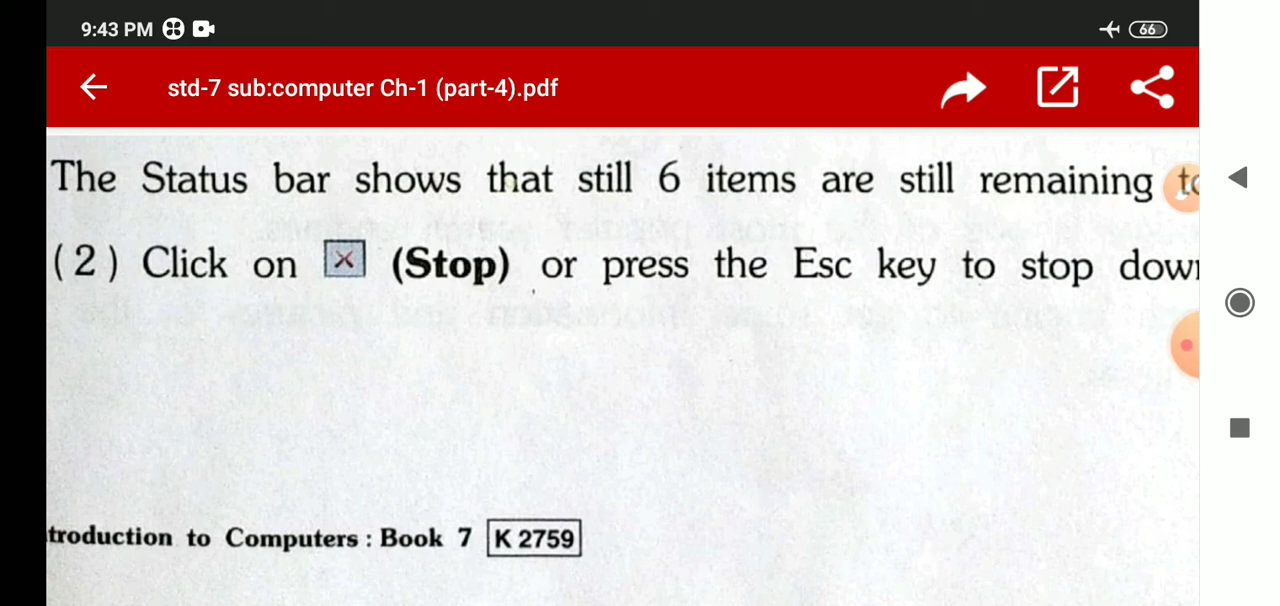 9:43 PM 66
std-7 sub:computer Ch-1 (part-4).pdf
The Status bar shows that still 6 items are still remaining
(2) Click on (Stop) or press the Esc key to stop
troduction to Computers : Book 7 K 2759